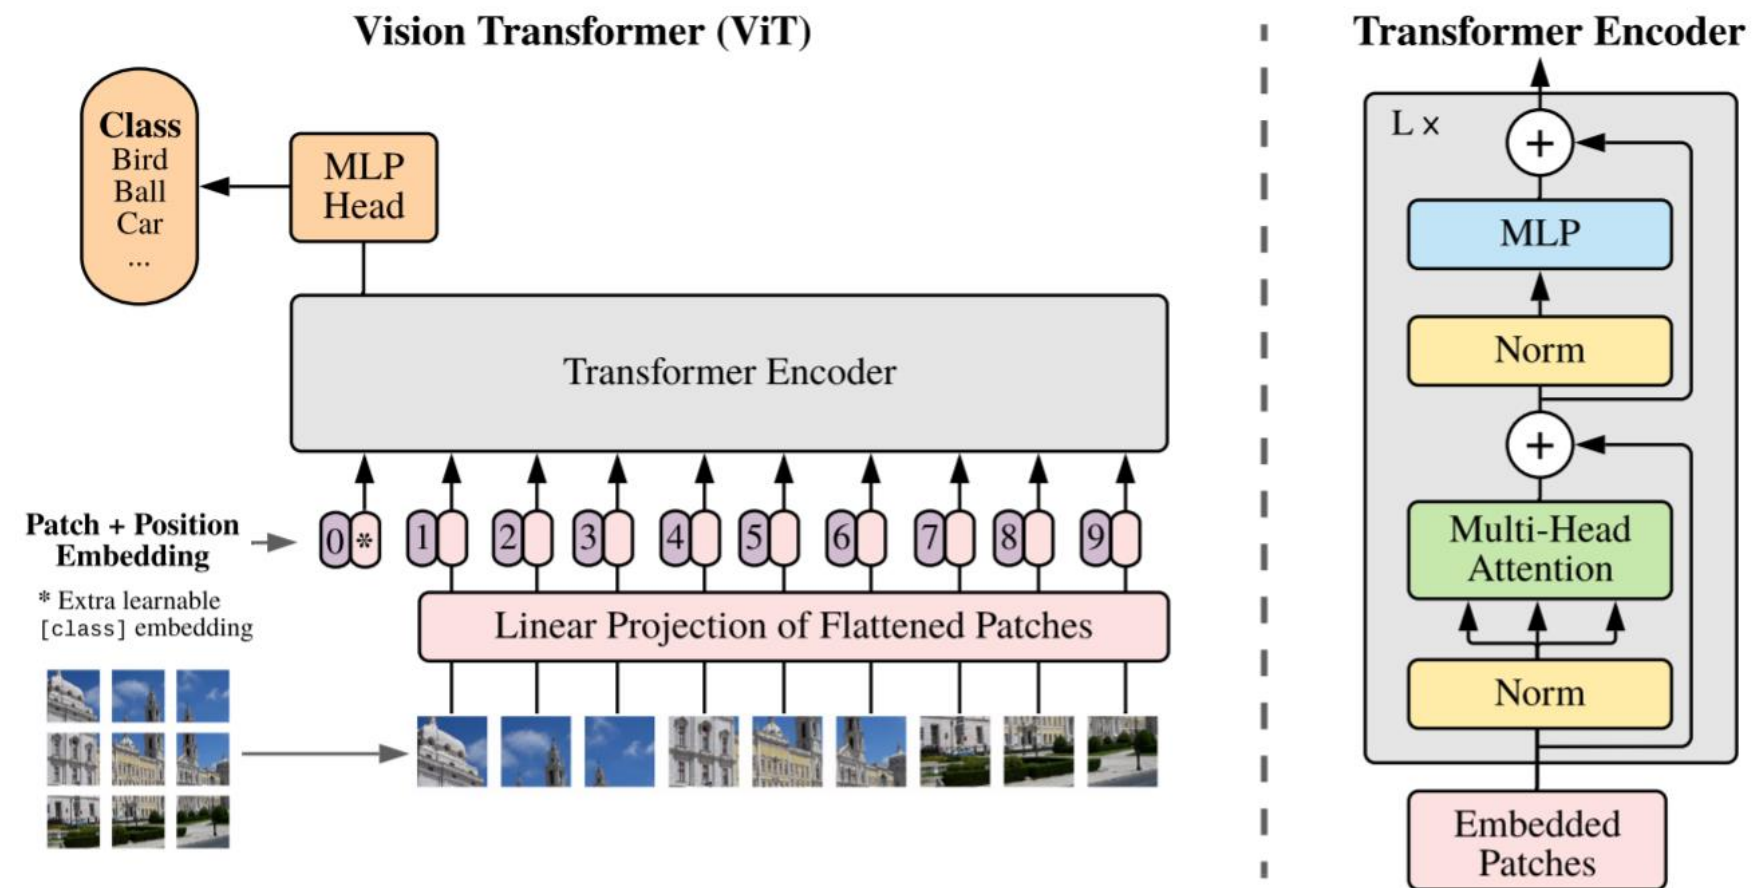 Vision Transformer (ViT)
Class
Bird
Ball
Car
...
MLP
Head
Transformer Encoder
Patch + Position
Embedding
0 * 1 2 3 4 5 6 7 8 9
* Extra learnable
[class] embedding
Linear Projection of Flattened Patches
Transformer Encoder
L x
+
MLP
Norm
+
Multi-Head
Attention
Norm
Embedded
Patches